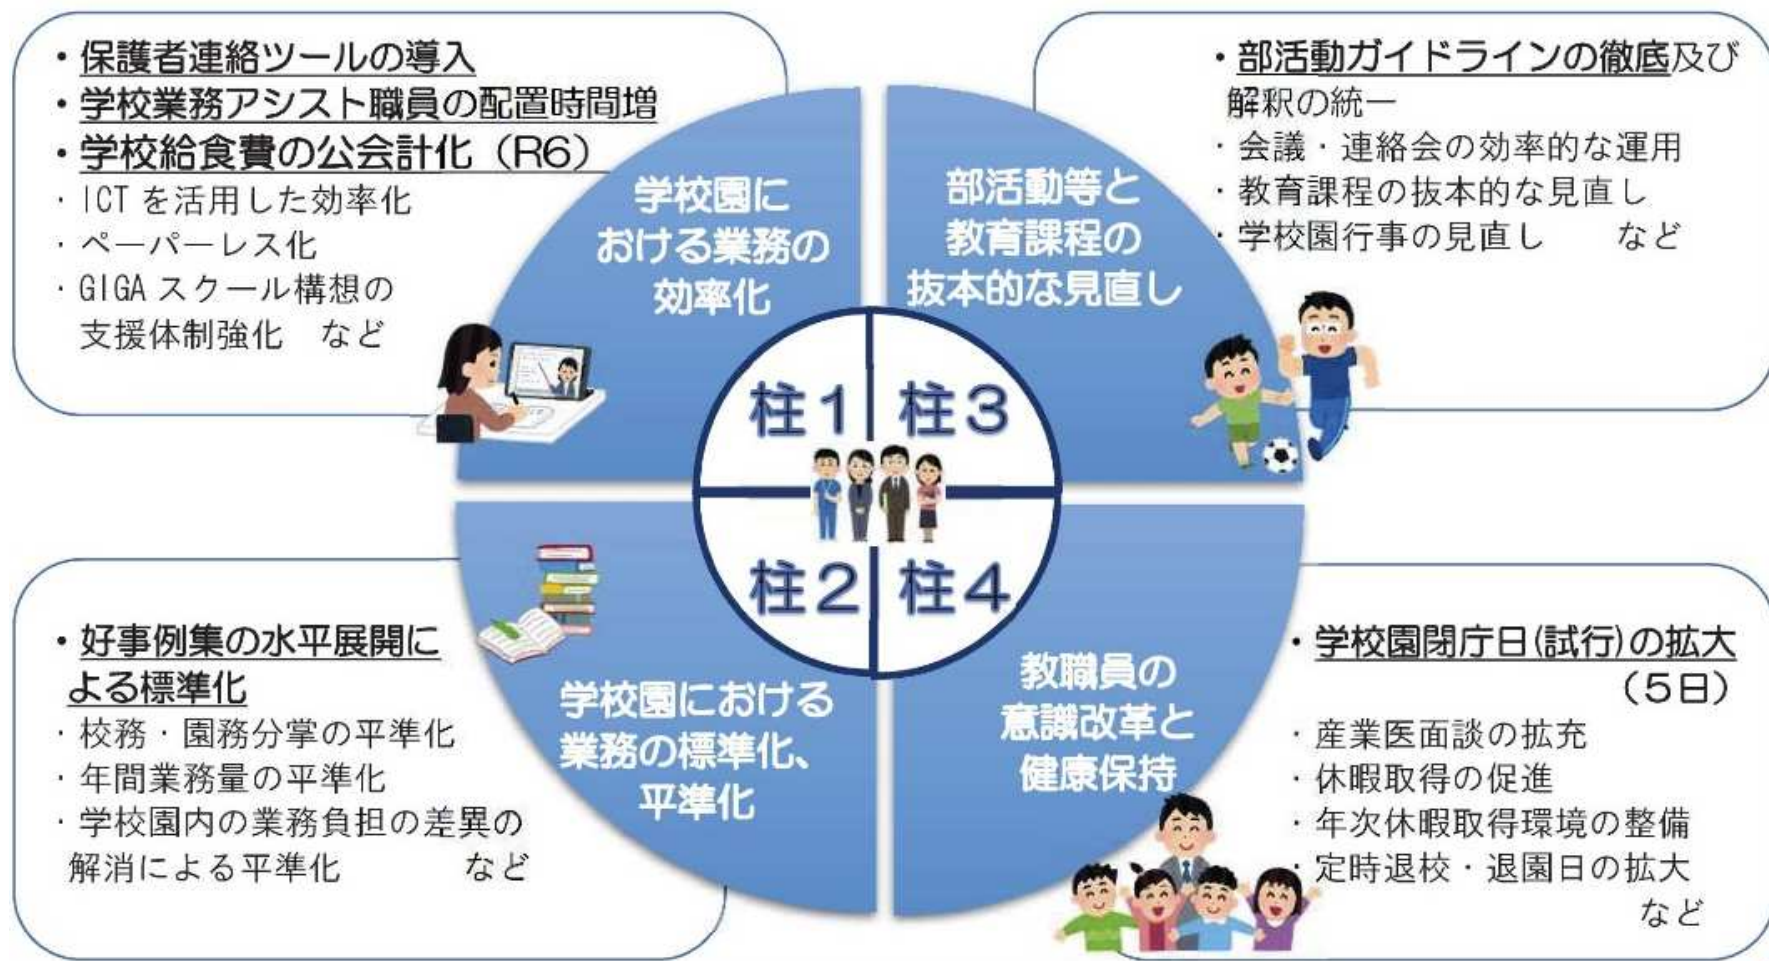 ・保護者連絡ツールの導入
・学校業務アシスト職員の配置時間増
・学校給食費の公会計化（R6）
・ICTを活用した効率化
・ペーパーレス化
・GIGAスクール構想の
支援体制強化　など
学校園に
おける業務の
効率化
柱1
・好事例集の水平展開に
よる標準化
・校務・園務分掌の平準化
・年間業務量の平準化
・学校園内の業務負担の差異の
解消による平準化　など
学校園における
業務の標準化、
平準化
柱2
・部活動ガイドラインの徹底及び
解釈の統一
・会議・連絡会の効率的な運用
・教育課程の抜本的な見直し
・学校園行事の見直し　など
部活動等と
教育課程の
抜本的な見直し
柱3
・学校園閉庁日(試行)の拡大
（5日）
・産業医面談の拡充
・休暇取得の促進
・年次休暇取得環境の整備
・定時退校・退園日の拡大
など
教職員の
意識改革と
健康保持
柱4